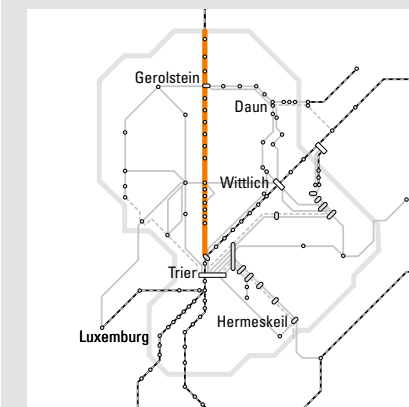 Gerolstein
Daun
Wittlich
Trier
Hermeskeil
Luxemburg